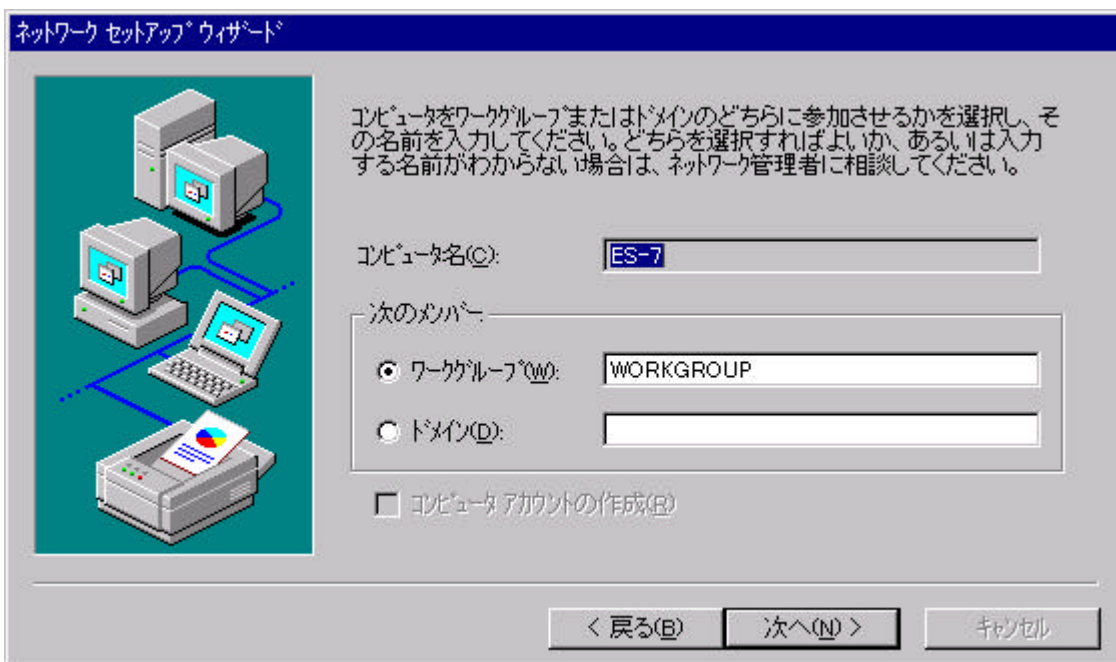 ネットワーク セットアップ ウィザード
コンピュータをワークグループまたはドメインのどちらに参加させるかを選択し、そ
の名前を入力してください。どちらを選択すればよいか、あるいは入力
する名前がわからない場合は、ネットワーク管理者に相談してください。
コンピュータ名(C):
ES-7
次のメンバー:
ワークグループ(W):
WORKGROUP
ドメイン(D):
コンピュータ アカウントの作成(R)
< 戻る(B)
次へ(N) >
キャンセル